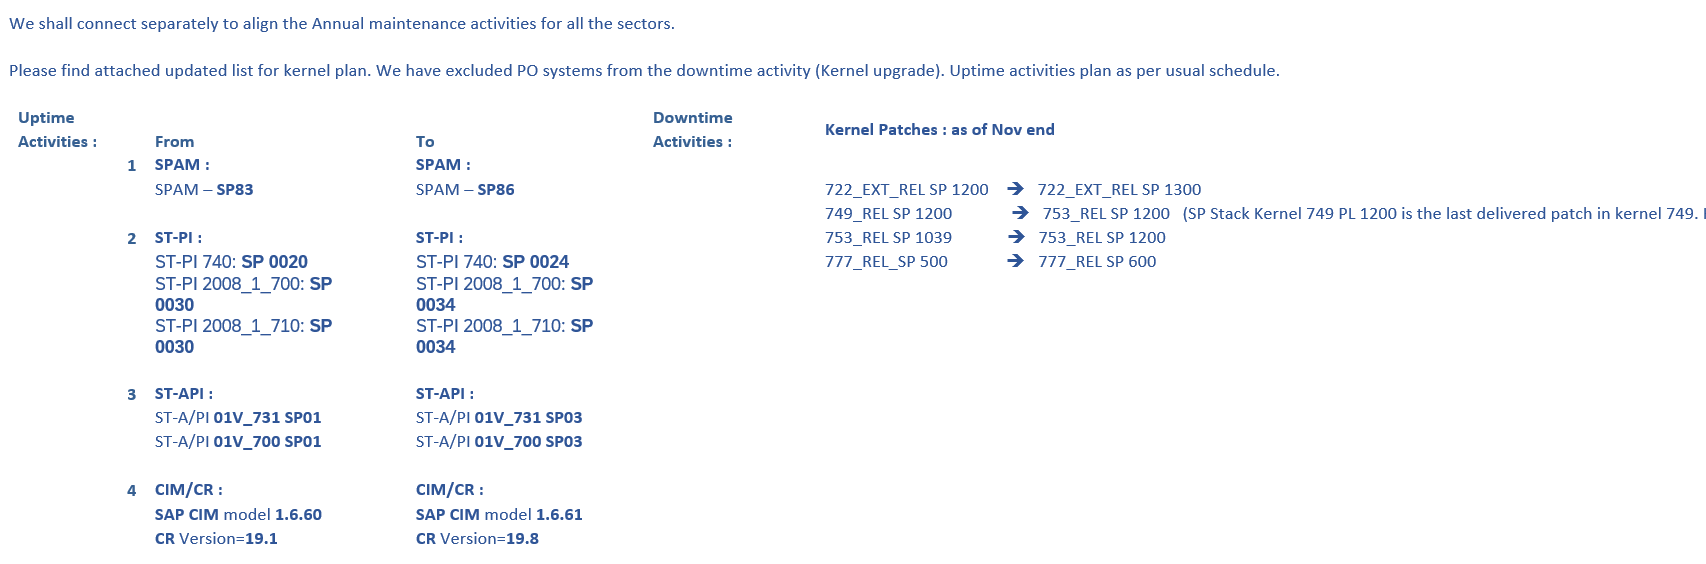 We shall connect separately to align the Annual maintenance activities for all the sectors.
Please find attached updated list for kernel plan. We have excluded PO systems from the downtime activity (Kernel upgrade). Uptime activities plan as per usual schedule.
Uptime
Activities :
From
To
1 SPAM : SPAM :
SPAM – SP83 SPAM – SP86
2 ST-PI : ST-PI :
ST-PI 740: SP 0020 ST-PI 740: SP 0024
ST-PI 2008_1_700: SP ST-PI 2008_1_700: SP
0030 0034
ST-PI 2008_1_710: SP ST-PI 2008_1_710: SP
0030 0034
3 ST-API : ST-API :
ST-A/PI 01V_731 SP01 ST-A/PI 01V_731 SP03
ST-A/PI 01V_700 SP01 ST-A/PI 01V_700 SP03
4 CIM/CR : CIM/CR :
SAP CIM model 1.6.60 SAP CIM model 1.6.61
CR Version=19.1 CR Version=19.8
Downtime
Activities :
Kernel Patches : as of Nov end
722_EXT_REL SP 1200 ➔ 722_EXT_REL SP 1300
749_REL SP 1200 ➔ 753_REL SP 1200 (SP Stack Kernel 749 PL 1200 is the last delivered patch in kernel 749.
753_REL SP 1039 ➔ 753_REL SP 1200
777_REL_SP 500 ➔ 777_REL SP 600